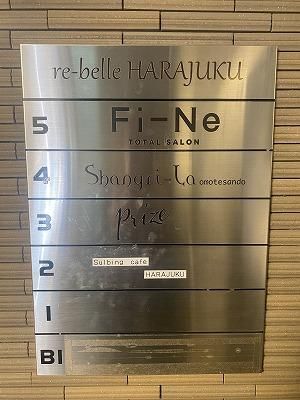 re-belle HARAJUKU
5 Fi-Ne
TOTAL SALON
4 Shangri-La omotesando
3 Prize
2 Sulbing cafe
HARAJUKU
1
B1